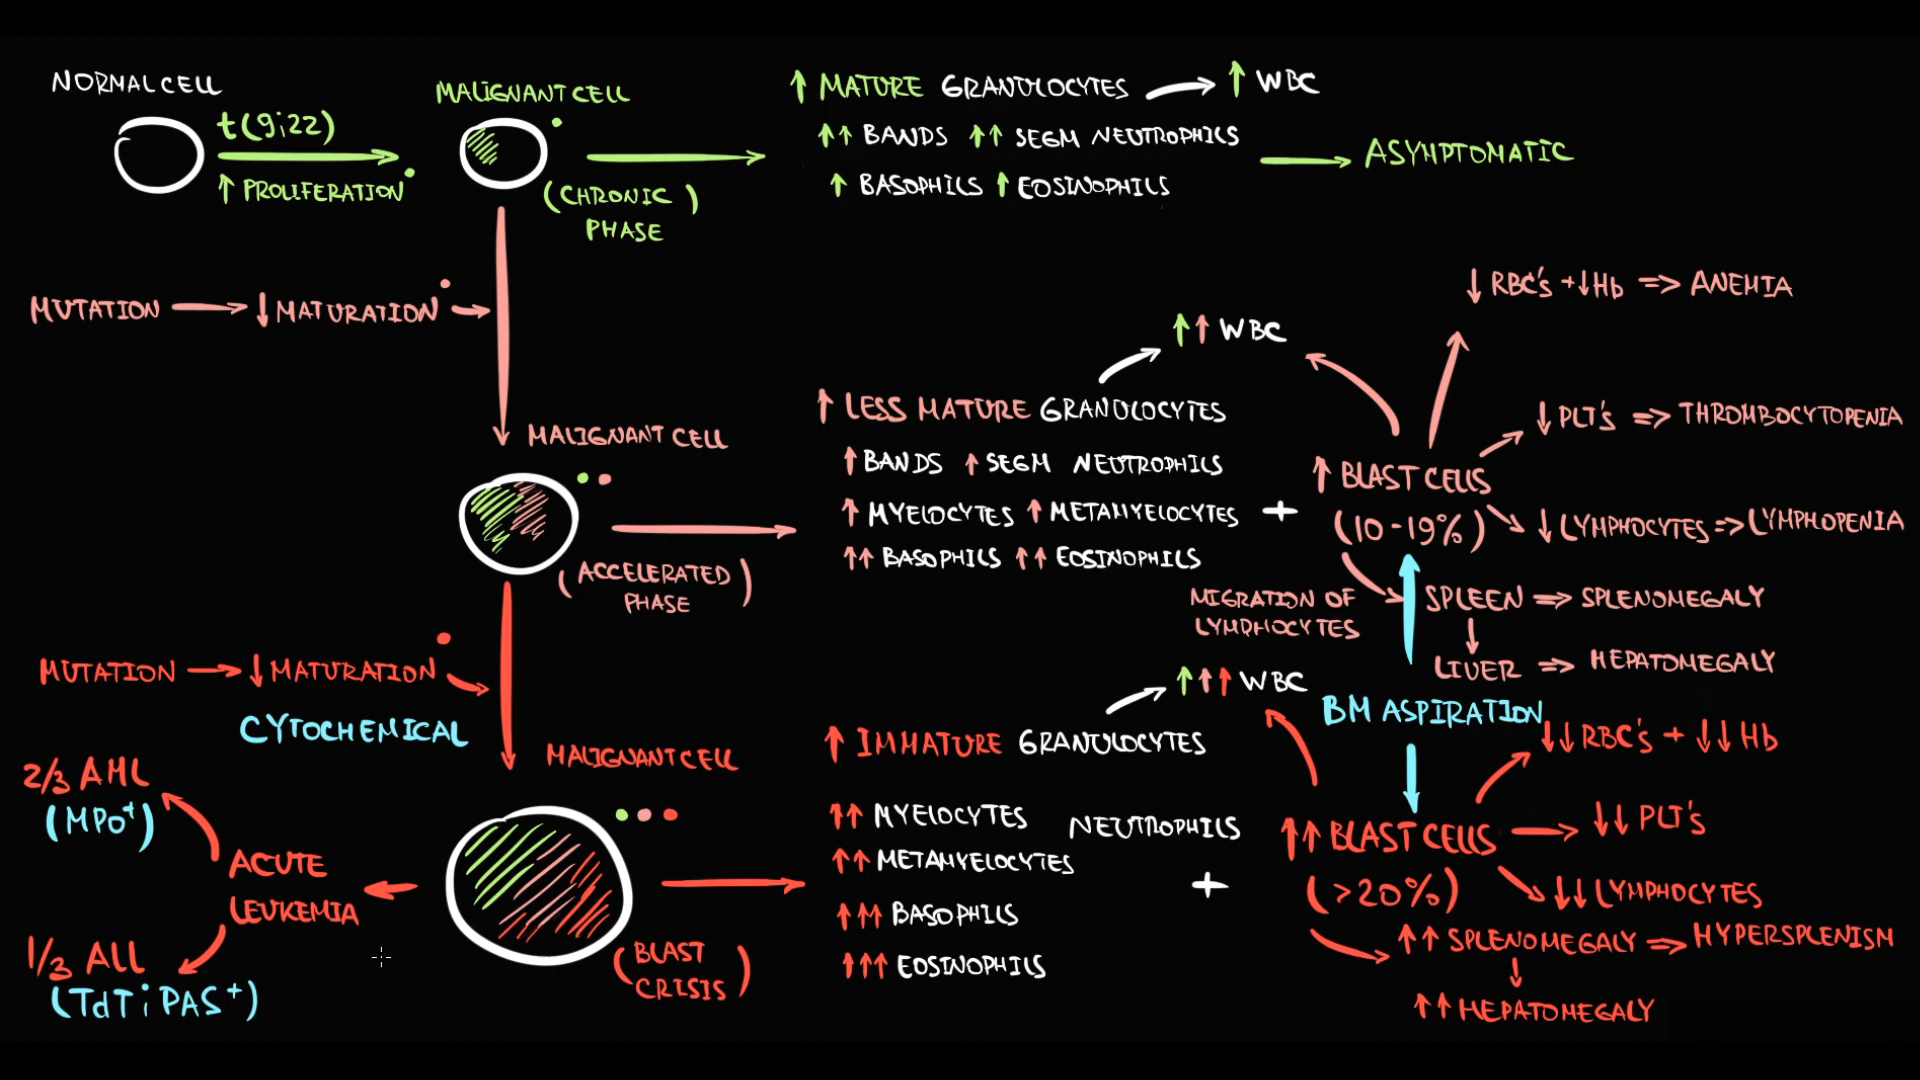 NORMAL CELL
t(9;22)
↑ PROLIFERATION
MALIGNANT CELL
(CHRONIC)
PHASE
↑ MATURE GRANULOCYTES → ↑ WBC
↑↑ BANDS ↑↑ SEGM NEUTROPHILS
↑ BASOPHILS ↑ EOSINOPHILS
→ ASYMPTOMATIC
MUTATION → ↓ MATURATION
MALIGNANT CELL
(ACCELERATED)
PHASE
↑↑ WBC
↑ LESS MATURE GRANULOCYTES
↑ BANDS ↑ SEGM NEUTROPHILS
↑ MYELOCYTES ↑ METAMYELOCYTES +
↑↑ BASOPHILS ↑↑ EOSINOPHILS
↑ BLAST CELLS
(10-19%)
↓ RBC's + ↓ Hb => ANEMIA
↓ PLT's => THROMBOCYTOPENIA
↓ LYMPHOCYTES => LYMPHOPENIA
MIGRATION OF
LYMPHOCYTES
SPLEEN => SPLENOMEGALY
LIVER => HEPATOMEGALY
BM ASPIRATION
MUTATION → ↓ MATURATION
CYTOCHEMICAL
MALIGNANT CELL
(BLAST
CRISIS)
↑↑↑ WBC
↑ IMMATURE GRANULOCYTES
↑↑ MYELOCYTES NEUTROPHILS
↑↑ METAMYELOCYTES
↑↑↑ BASOPHILS +
↑↑↑ EOSINOPHILS
↑↑ BLAST CELLS
(>20%)
↓↓ RBC's + ↓↓ Hb
↓↓ PLT's
↓↓ LYMPHOCYTES
↑↑ SPLENOMEGALY => HYPERSPLENISM
↑↑ HEPATOMEGALY
ACUTE
LEUKEMIA
2/3 AML
(MPO+)
1/3 ALL
(TdT; PAS+)